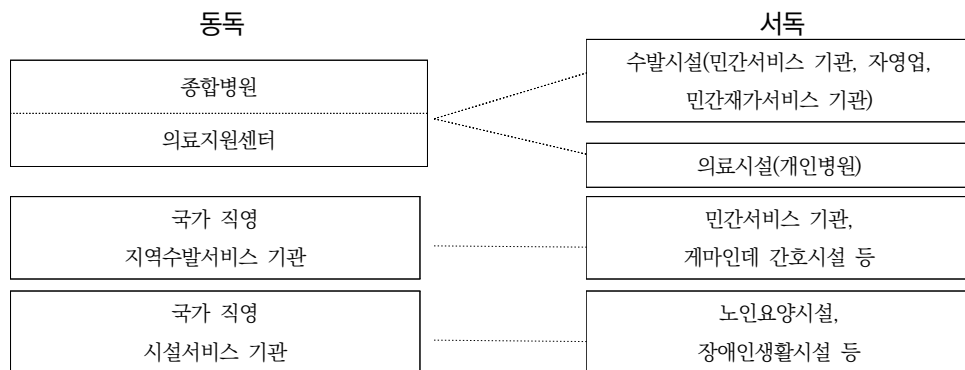 동독
서독
종합병원
의료지원센터
수발시설(민간서비스 기관, 자영업,
민간재가서비스 기관)
의료시설(개인병원)
국가 직영
지역수발서비스 기관
민간서비스 기관,
게마인데 간호시설 등
국가 직영
시설서비스 기관
노인요양시설,
장애인생활시설 등